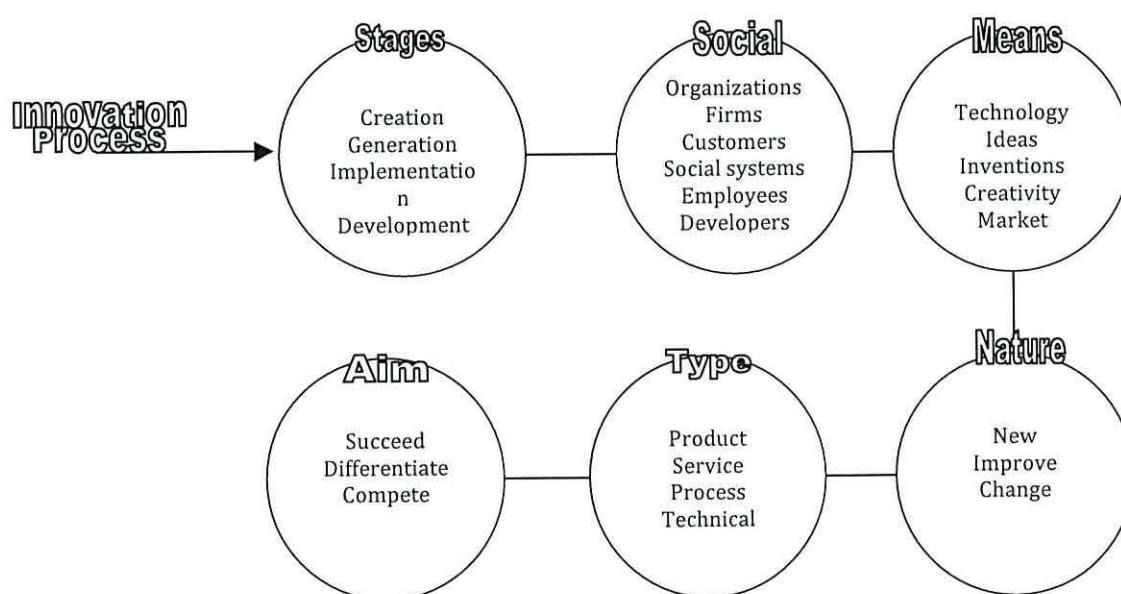 Innovation
Process
Stages
Creation
Generation
Implementatio
n
Development
Social
Organizations
Firms
Customers
Social systems
Employees
Developers
Means
Technology
Ideas
Inventions
Creativity
Market
Nature
New
Improve
Change
Type
Product
Service
Process
Technical
Aim
Succeed
Differentiate
Compete